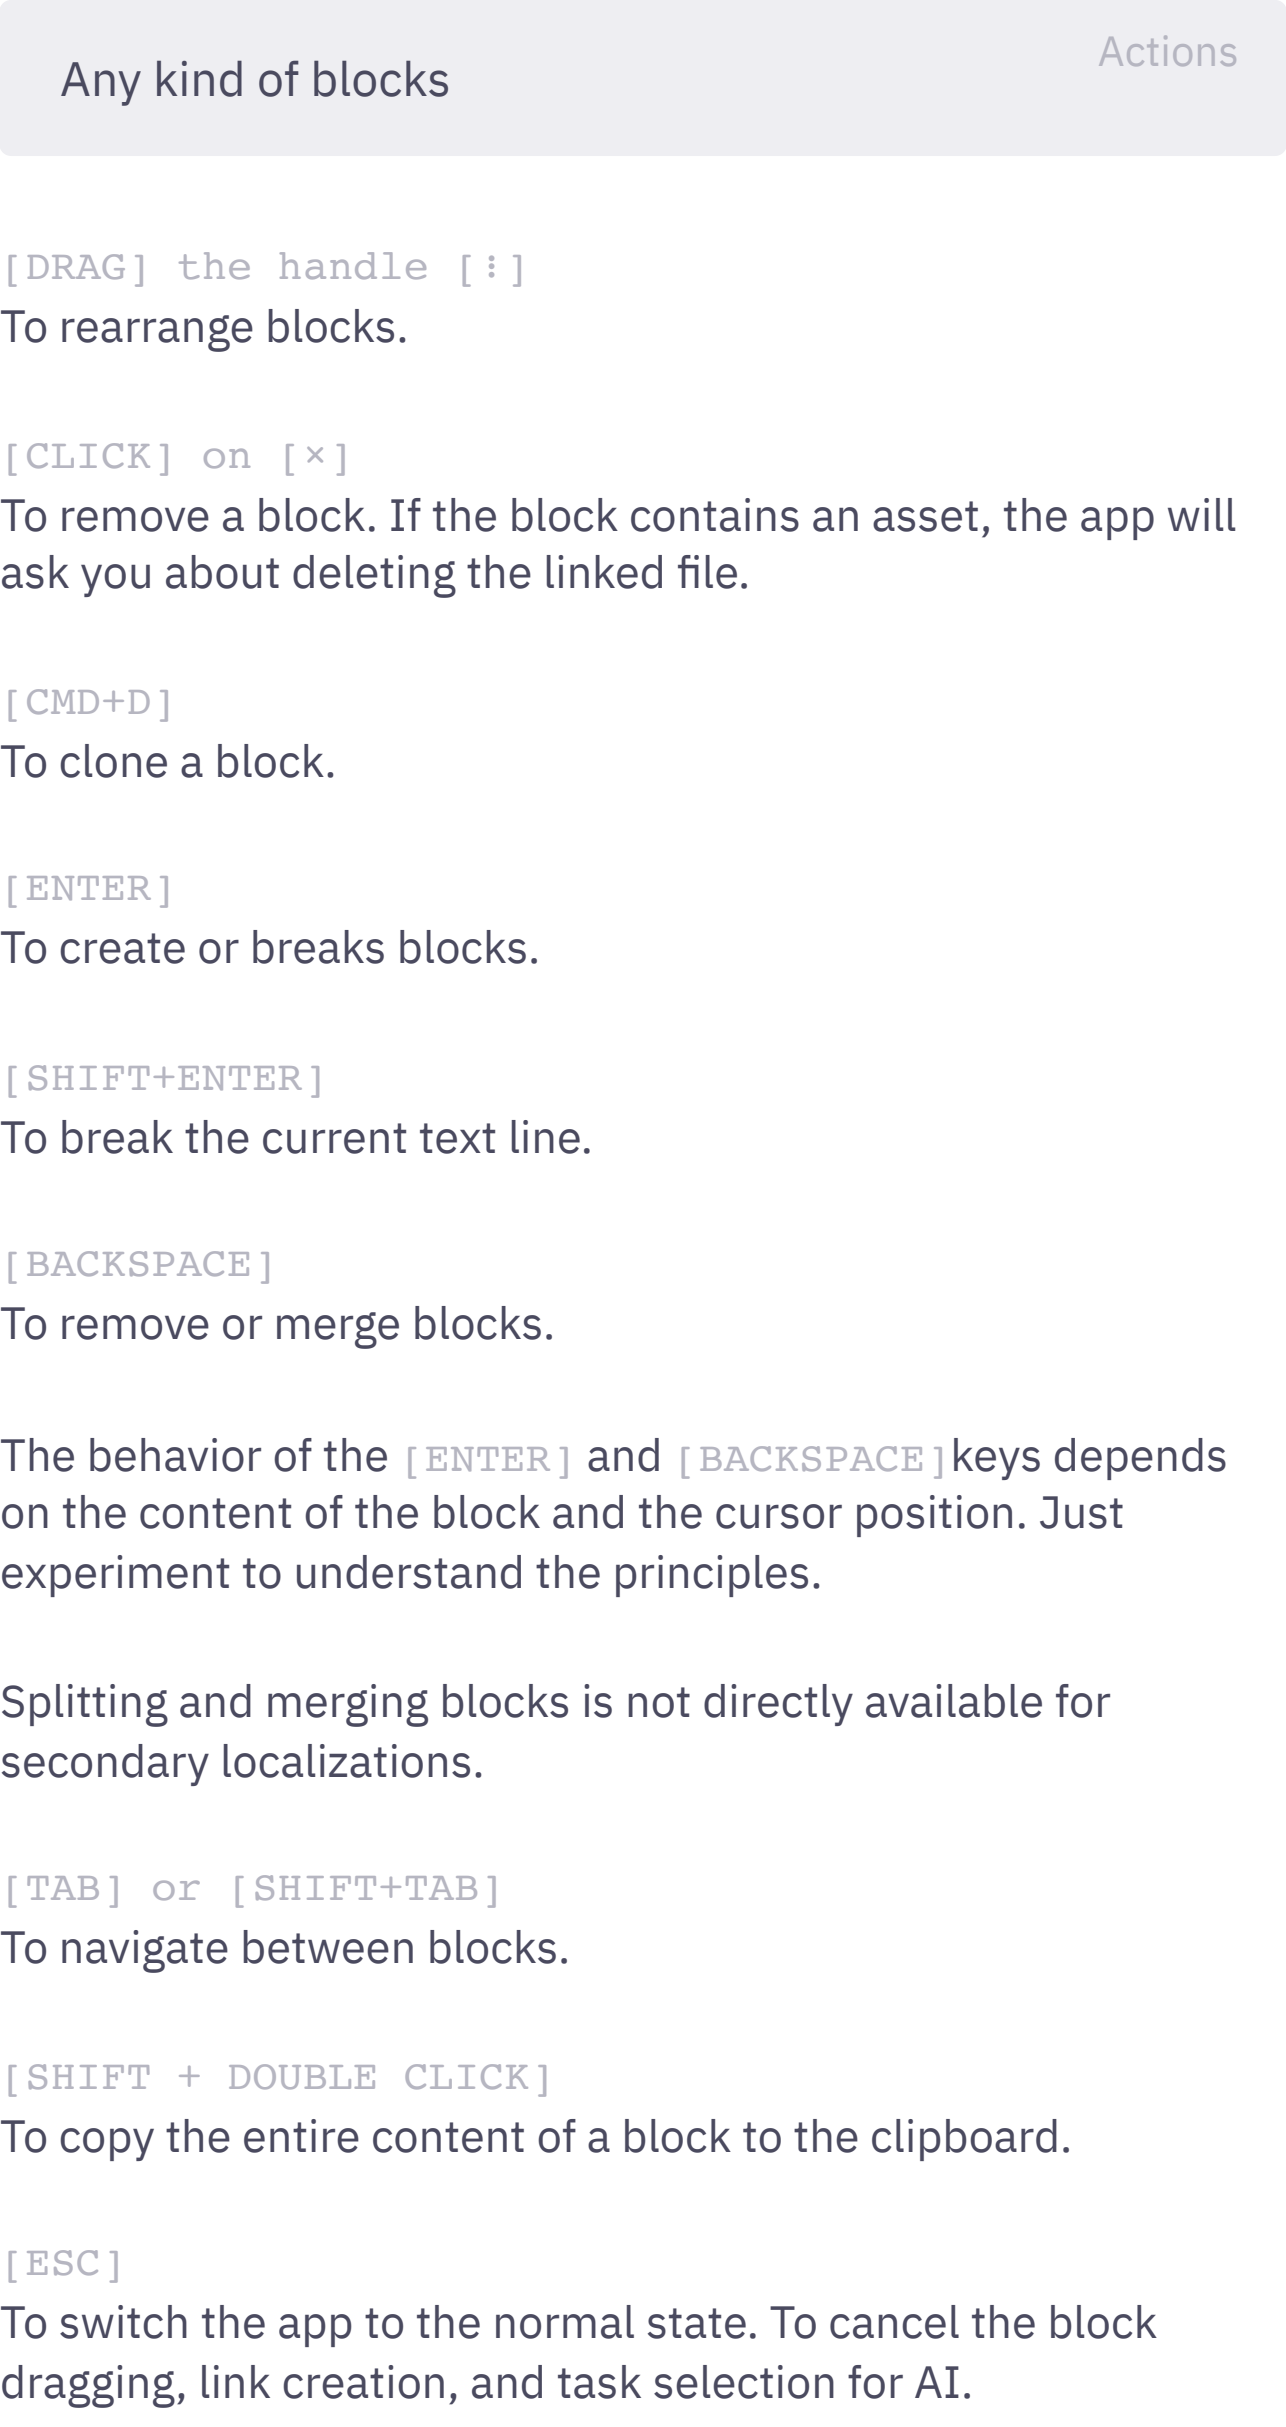 Any kind of blocks
Actions
[DRAG] the handle [⋮]
To rearrange blocks.
[CLICK] on [×]
To remove a block. If the block contains an asset, the app will
ask you about deleting the linked file.
[CMD+D]
To clone a block.
[ENTER]
To create or breaks blocks.
[SHIFT+ENTER]
To break the current text line.
[BACKSPACE]
To remove or merge blocks.
The behavior of the [ENTER] and [BACKSPACE]keys depends
on the content of the block and the cursor position. Just
experiment to understand the principles.
Splitting and merging blocks is not directly available for
secondary localizations.
[TAB] or [SHIFT+TAB]
To navigate between blocks.
[SHIFT + DOUBLE CLICK]
To copy the entire content of a block to the clipboard.
[ESC]
To switch the app to the normal state. To cancel the block
dragging, link creation, and task selection for AI.